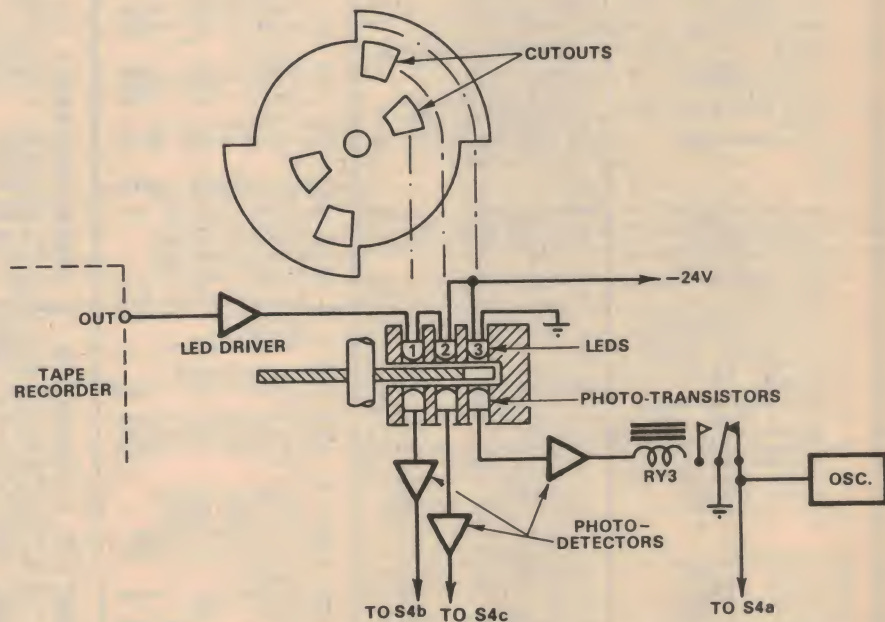 CUTOUTS
−24V
OUT
LED DRIVER
1 2 3
LEDS
TAPE
RECORDER
PHOTO-TRANSISTORS
RY3
OSC.
PHOTO-
DETECTORS
TO S4b
TO S4c
TO S4a